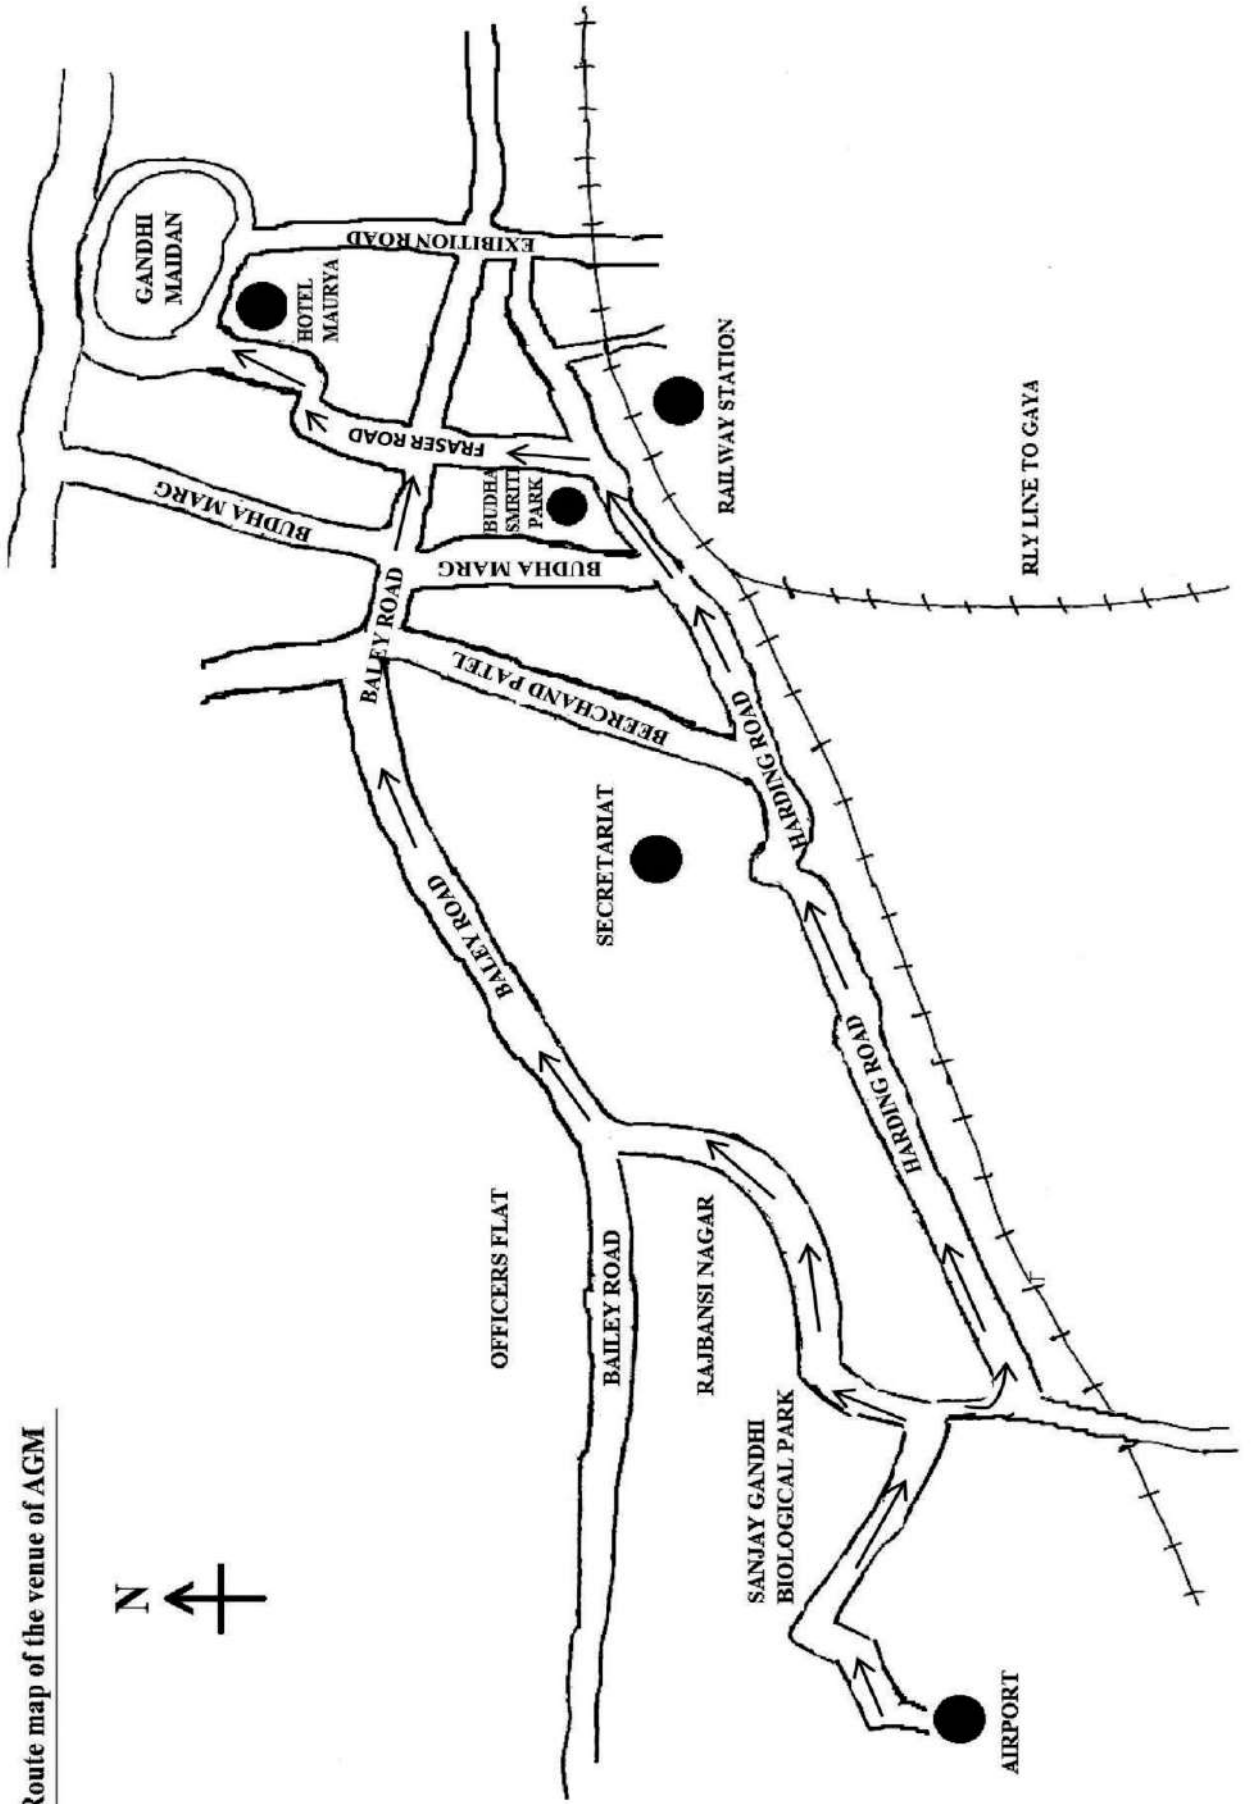 Route map of the venue of AGM
N
GANDHI
MAIDAN
BUDHA MARG
HOTEL
MAURYA
EXIBITION ROAD
FRASER ROAD
BALEY ROAD
BALEY ROAD
BUDHA
SMRITI
PARK
BUDHA MARG
BEERCHAND PATEL
OFFICERS FLAT
BAILEY ROAD
SECRETARIAT
RAJBANSI NAGAR
RAILWAY STATION
HARDING ROAD
SANJAY GANDHI
BIOLOGICAL PARK
HARDING ROAD
AIRPORT
RLY LINE TO GAYA